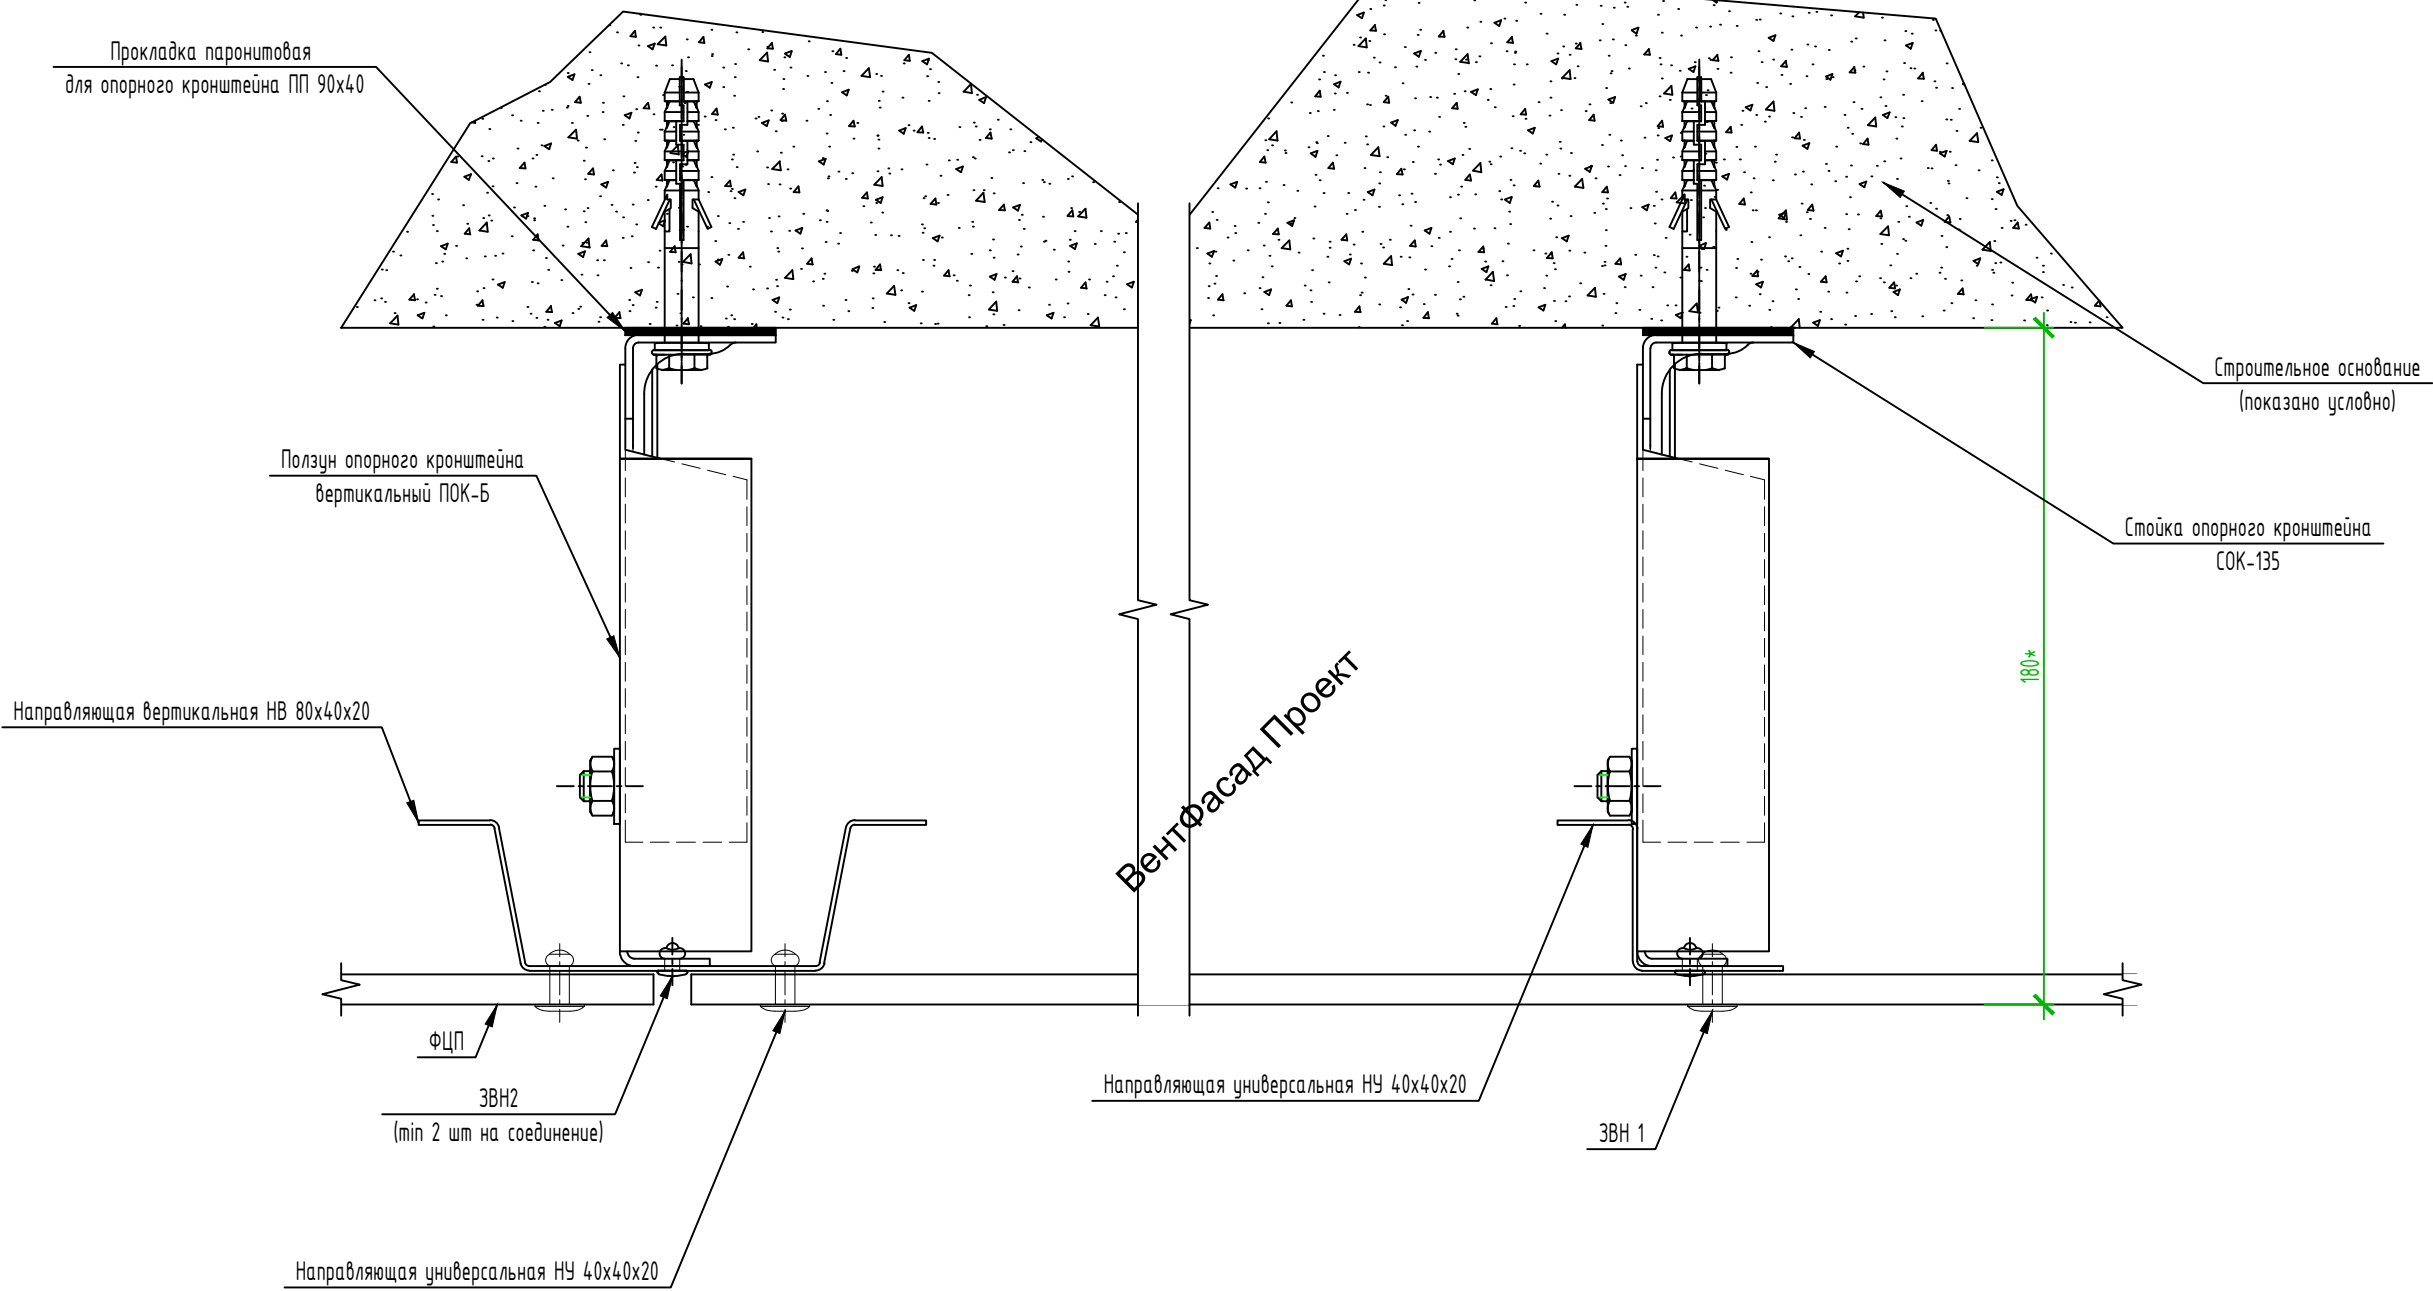 Прокладка паронитовая
для опорного кронштейна ПП 90х40
Строительное основание
(показано условно)
Ползун опорного кронштейна
вертикальный ПОК-Б
Стойка опорного кронштейна
СОК-135
180*
Направляющая вертикальная НВ 80х40х20
ВентФасад Проект
ФЦП
ЗВН2
(min 2 шт на соединение)
Направляющая универсальная НУ 40х40х20
ЗВН 1
Направляющая универсальная НУ 40х40х20